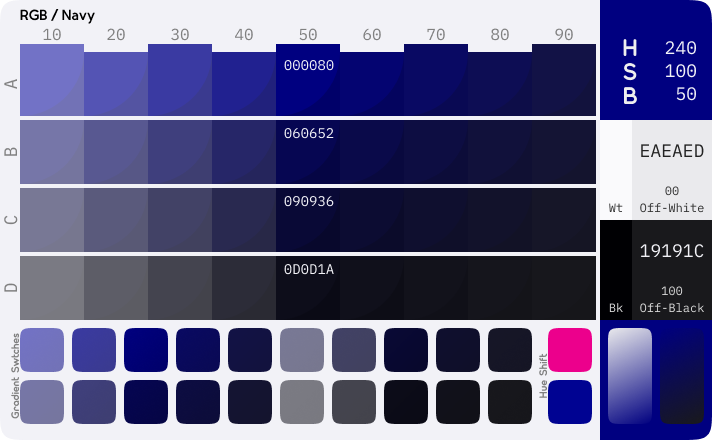 RGB / Navy
10 20 30 40 50 60 70 80 90
A
000080
B
060652
C
090936
D
0D0D1A
Gradient Swtches
Hue Shift
H 240
S 100
B 50
EAEAED
00
Wt Off-White
19191C
100
Bk Off-Black